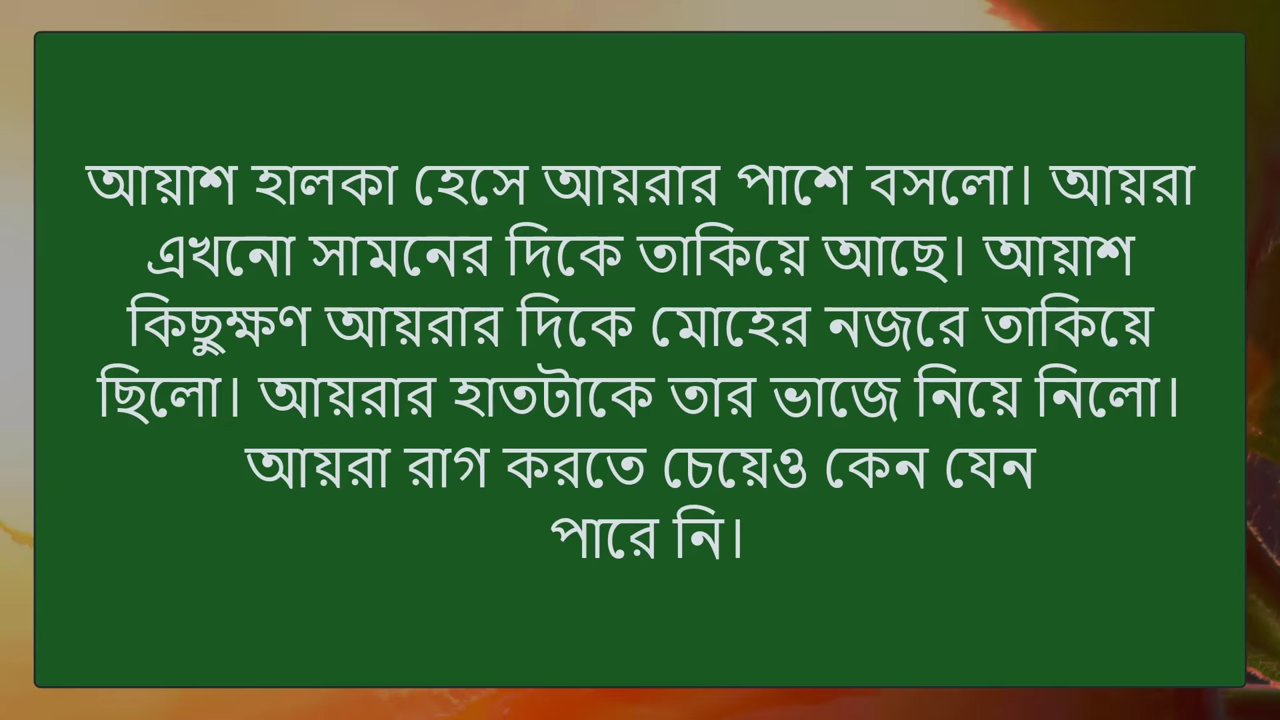 আয়াশ হালকা হেসে আয়রার পাশে বসলো। আয়রা
এখনো সামনের দিকে তাকিয়ে আছে। আয়াশ
কিছুক্ষণ আয়রার দিকে মোহের নজরে তাকিয়ে
ছিলো। আয়রার হাতটাকে তার ভাজে নিয়ে নিলো।
আয়রা রাগ করতে চেয়েও কেন যেন
পারে নি।